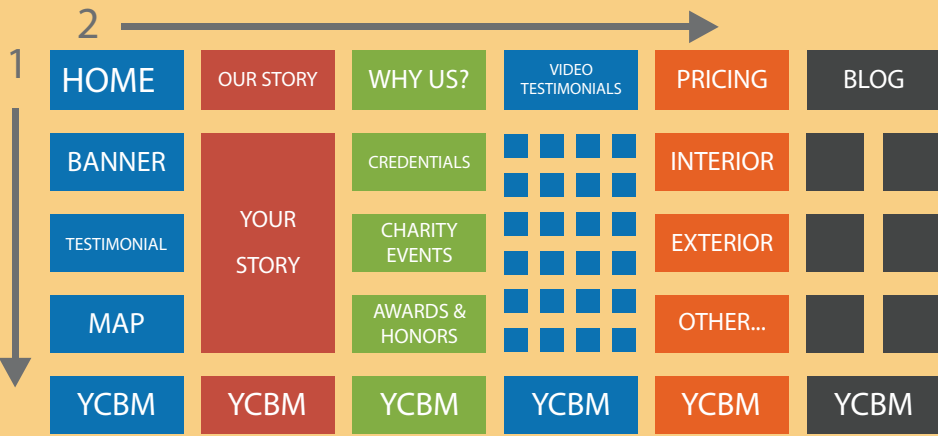 2
1
HOME
OUR STORY
WHY US?
VIDEO
TESTIMONIALS
PRICING
BLOG
BANNER
CREDENTIALS
INTERIOR
YOUR
STORY
TESTIMONIAL
CHARITY
EVENTS
EXTERIOR
MAP
AWARDS &
HONORS
OTHER...
YCBM
YCBM
YCBM
YCBM
YCBM
YCBM